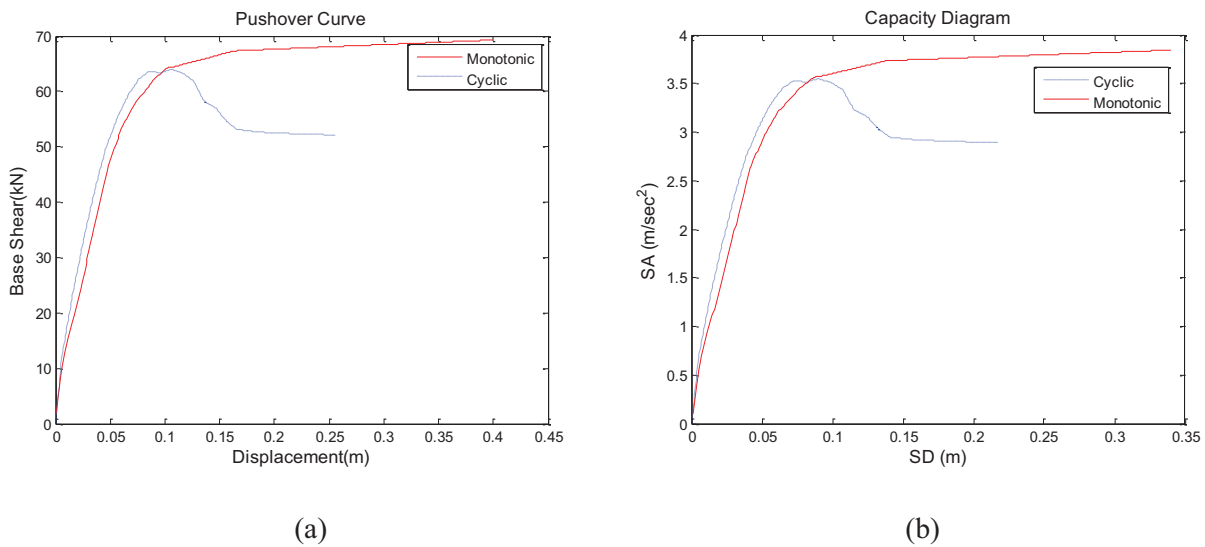 Pushover Curve
70
60
50
40
30
20
10
0
Base Shear(kN)
0 0.05 0.1 0.15 0.2 0.25 0.3 0.35 0.4 0.45
Displacement(m)
Monotonic
Cyclic
(a)
Capacity Diagram
4
3.5
3
2.5
2
1.5
1
0.5
0
SA (m/sec²)
0 0.05 0.1 0.15 0.2 0.25 0.3 0.35
SD (m)
Cyclic
Monotonic
(b)